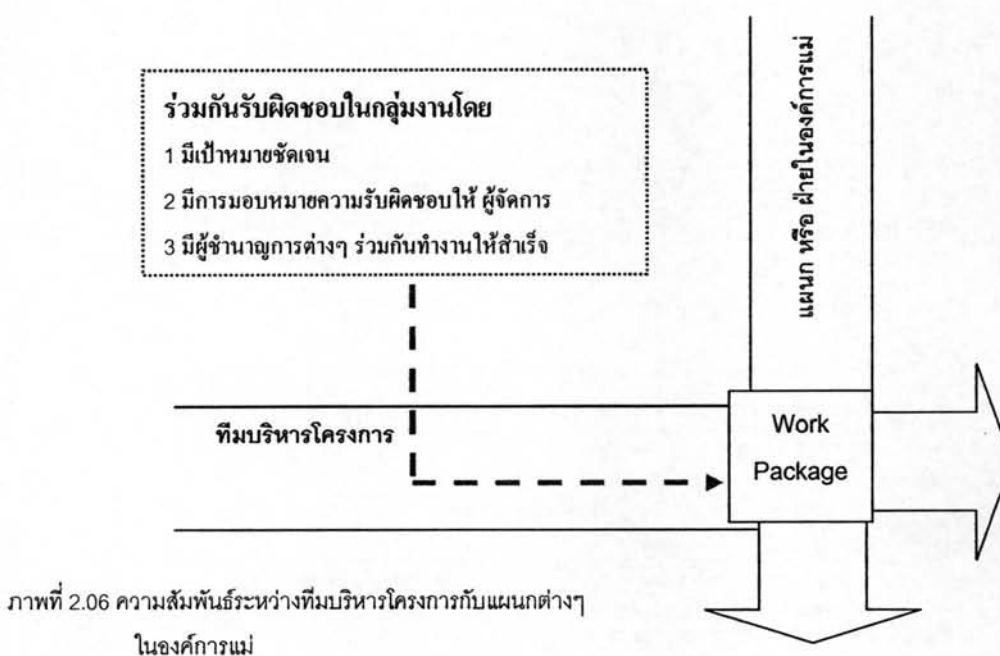 ร่วมกันรับผิดชอบในกลุ่มงานโดย
1 มีเป้าหมายชัดเจน
2 มีการมอบหมายความรับผิดชอบให้ ผู้จัดการ
3 มีผู้ชำนาญการต่างๆ ร่วมกันทำงานให้สำเร็จ
แผนก หรือ ฝ่ายในองค์การแม่
ทีมบริหารโครงการ
Work
Package
ภาพที่ 2.06 ความสัมพันธ์ระหว่างทีมบริหารโครงการกับแผนกต่างๆ
ในองค์การแม่